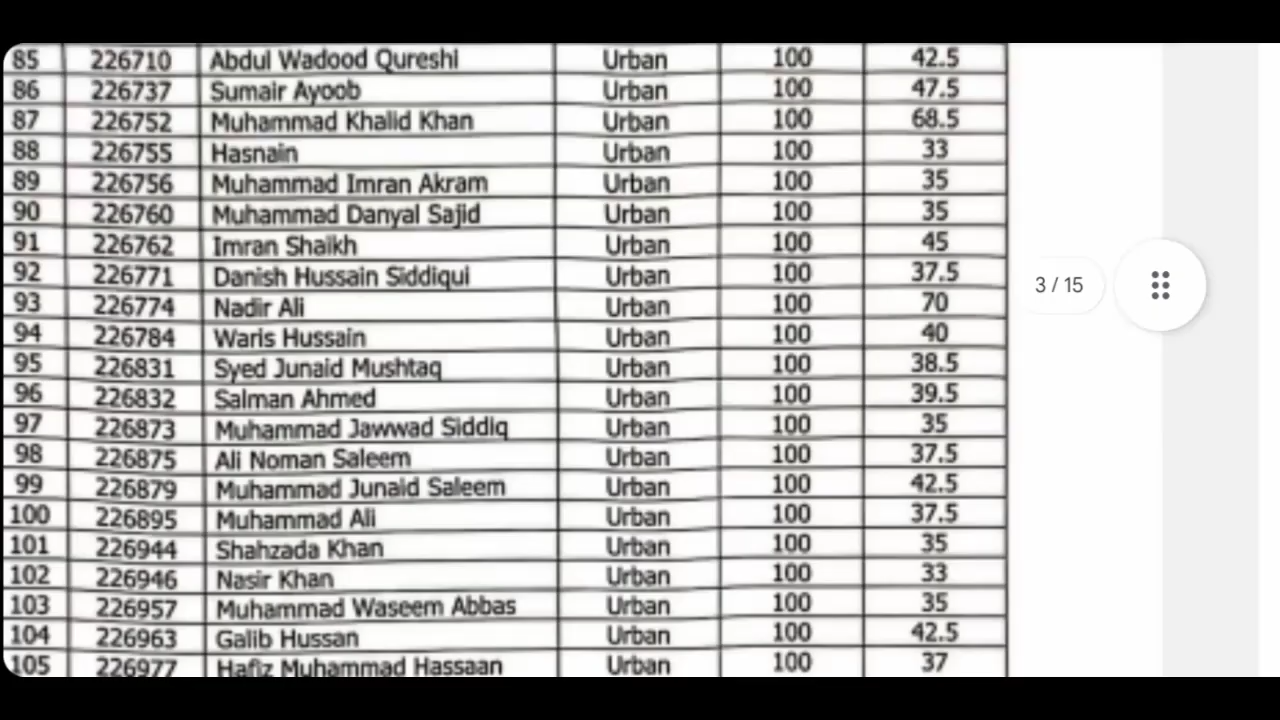 85 226710 Abdul Wadood Qureshi Urban 100 42.5
86 226737 Sumair Ayoob Urban 100 47.5
87 226752 Muhammad Khalid Khan Urban 100 68.5
88 226755 Hasnain Urban 100 33
89 226756 Muhammad Imran Akram Urban 100 35
90 226760 Muhammad Danyal Sajid Urban 100 35
91 226762 Imran Shaikh Urban 100 45
92 226771 Danish Hussain Siddiqui Urban 100 37.5
3 / 15
93 226774 Nadir Ali Urban 100 70
94 226784 Waris Hussain Urban 100 40
95 226831 Syed Junaid Mushtaq Urban 100 38.5
96 226832 Salman Ahmed Urban 100 39.5
97 226873 Muhammad Jawwad Siddiq Urban 100 35
98 226875 Ali Noman Saleem Urban 100 37.5
99 226879 Muhammad Junaid Saleem Urban 100 42.5
100 226895 Muhammad Ali Urban 100 37.5
101 226944 Shahzada Khan Urban 100 35
102 226946 Nasir Khan Urban 100 33
103 226957 Muhammad Waseem Abbas Urban 100 35
104 226963 Galib Hussan Urban 100 42.5
105 226977 Hafiz Muhammad Hassaan Urban 100 37